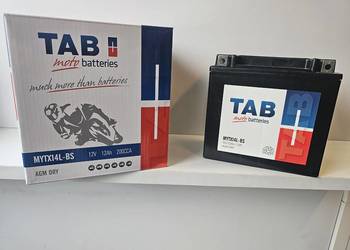 TAB
moto batteries
much more than batteries
MYTX14L-BS
12V 12Ah 200CCA
AGM DRY
TAB
moto batteries
MYTX14L-BS
TAB